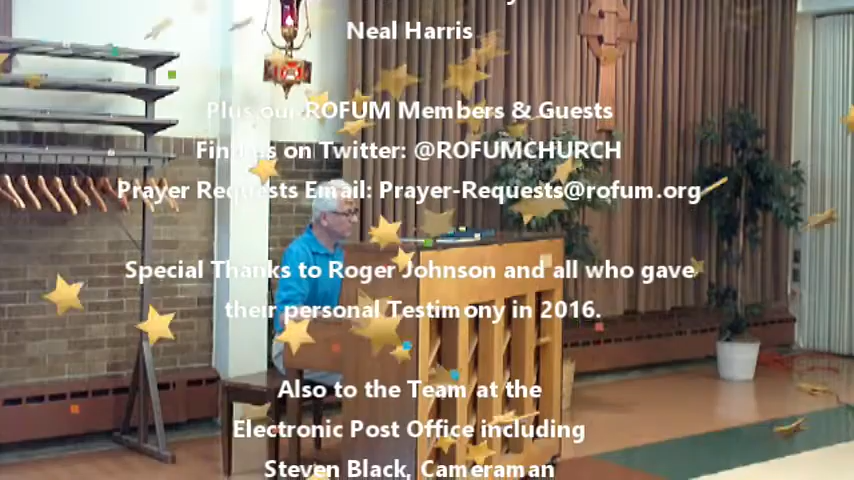 Neal Harris
Plus our ROFUM Members & Guests
Find us on Twitter: @ROFUMCHURCH
Prayer Requests Email: Prayer-Requests@rofum.org
Special Thanks to Roger Johnson and all who gave
their personal Testimony in 2016.
Also to the Team at the
Electronic Post Office including
Steven Black, Cameraman